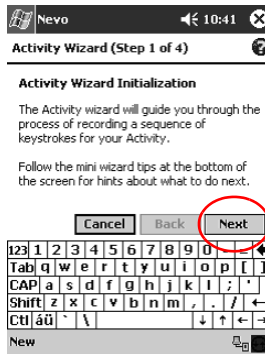 Nevo 10:41
Activity Wizard (Step 1 of 4)
Activity Wizard Initialization
The Activity wizard will guide you through the
process of recording a sequence of
keystrokes for your Activity.
Follow the mini wizard tips at the bottom of
the screen for hints about what to do next.
Cancel Back Next
123 1 2 3 4 5 6 7 8 9 0 - =
Tab q w e r t y u i o p [ ]
CAP a s d f g h j k l ; '
Shift z x c v b n m , . / ←
Ctl áü ` \ ↓ ↑ ← →
New